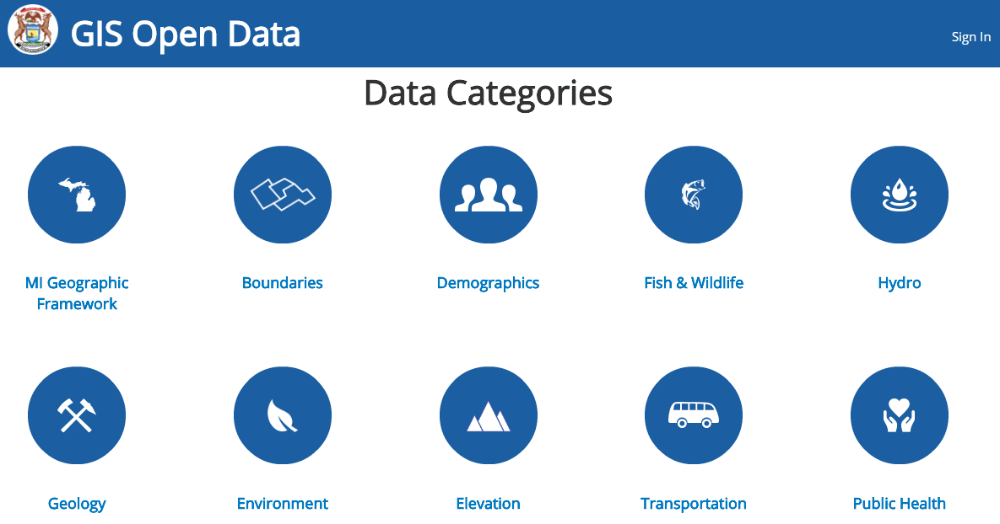 GIS Open Data
Sign In
Data Categories
MI Geographic
Framework
Boundaries
Demographics
Fish & Wildlife
Hydro
Geology
Environment
Elevation
Transportation
Public Health